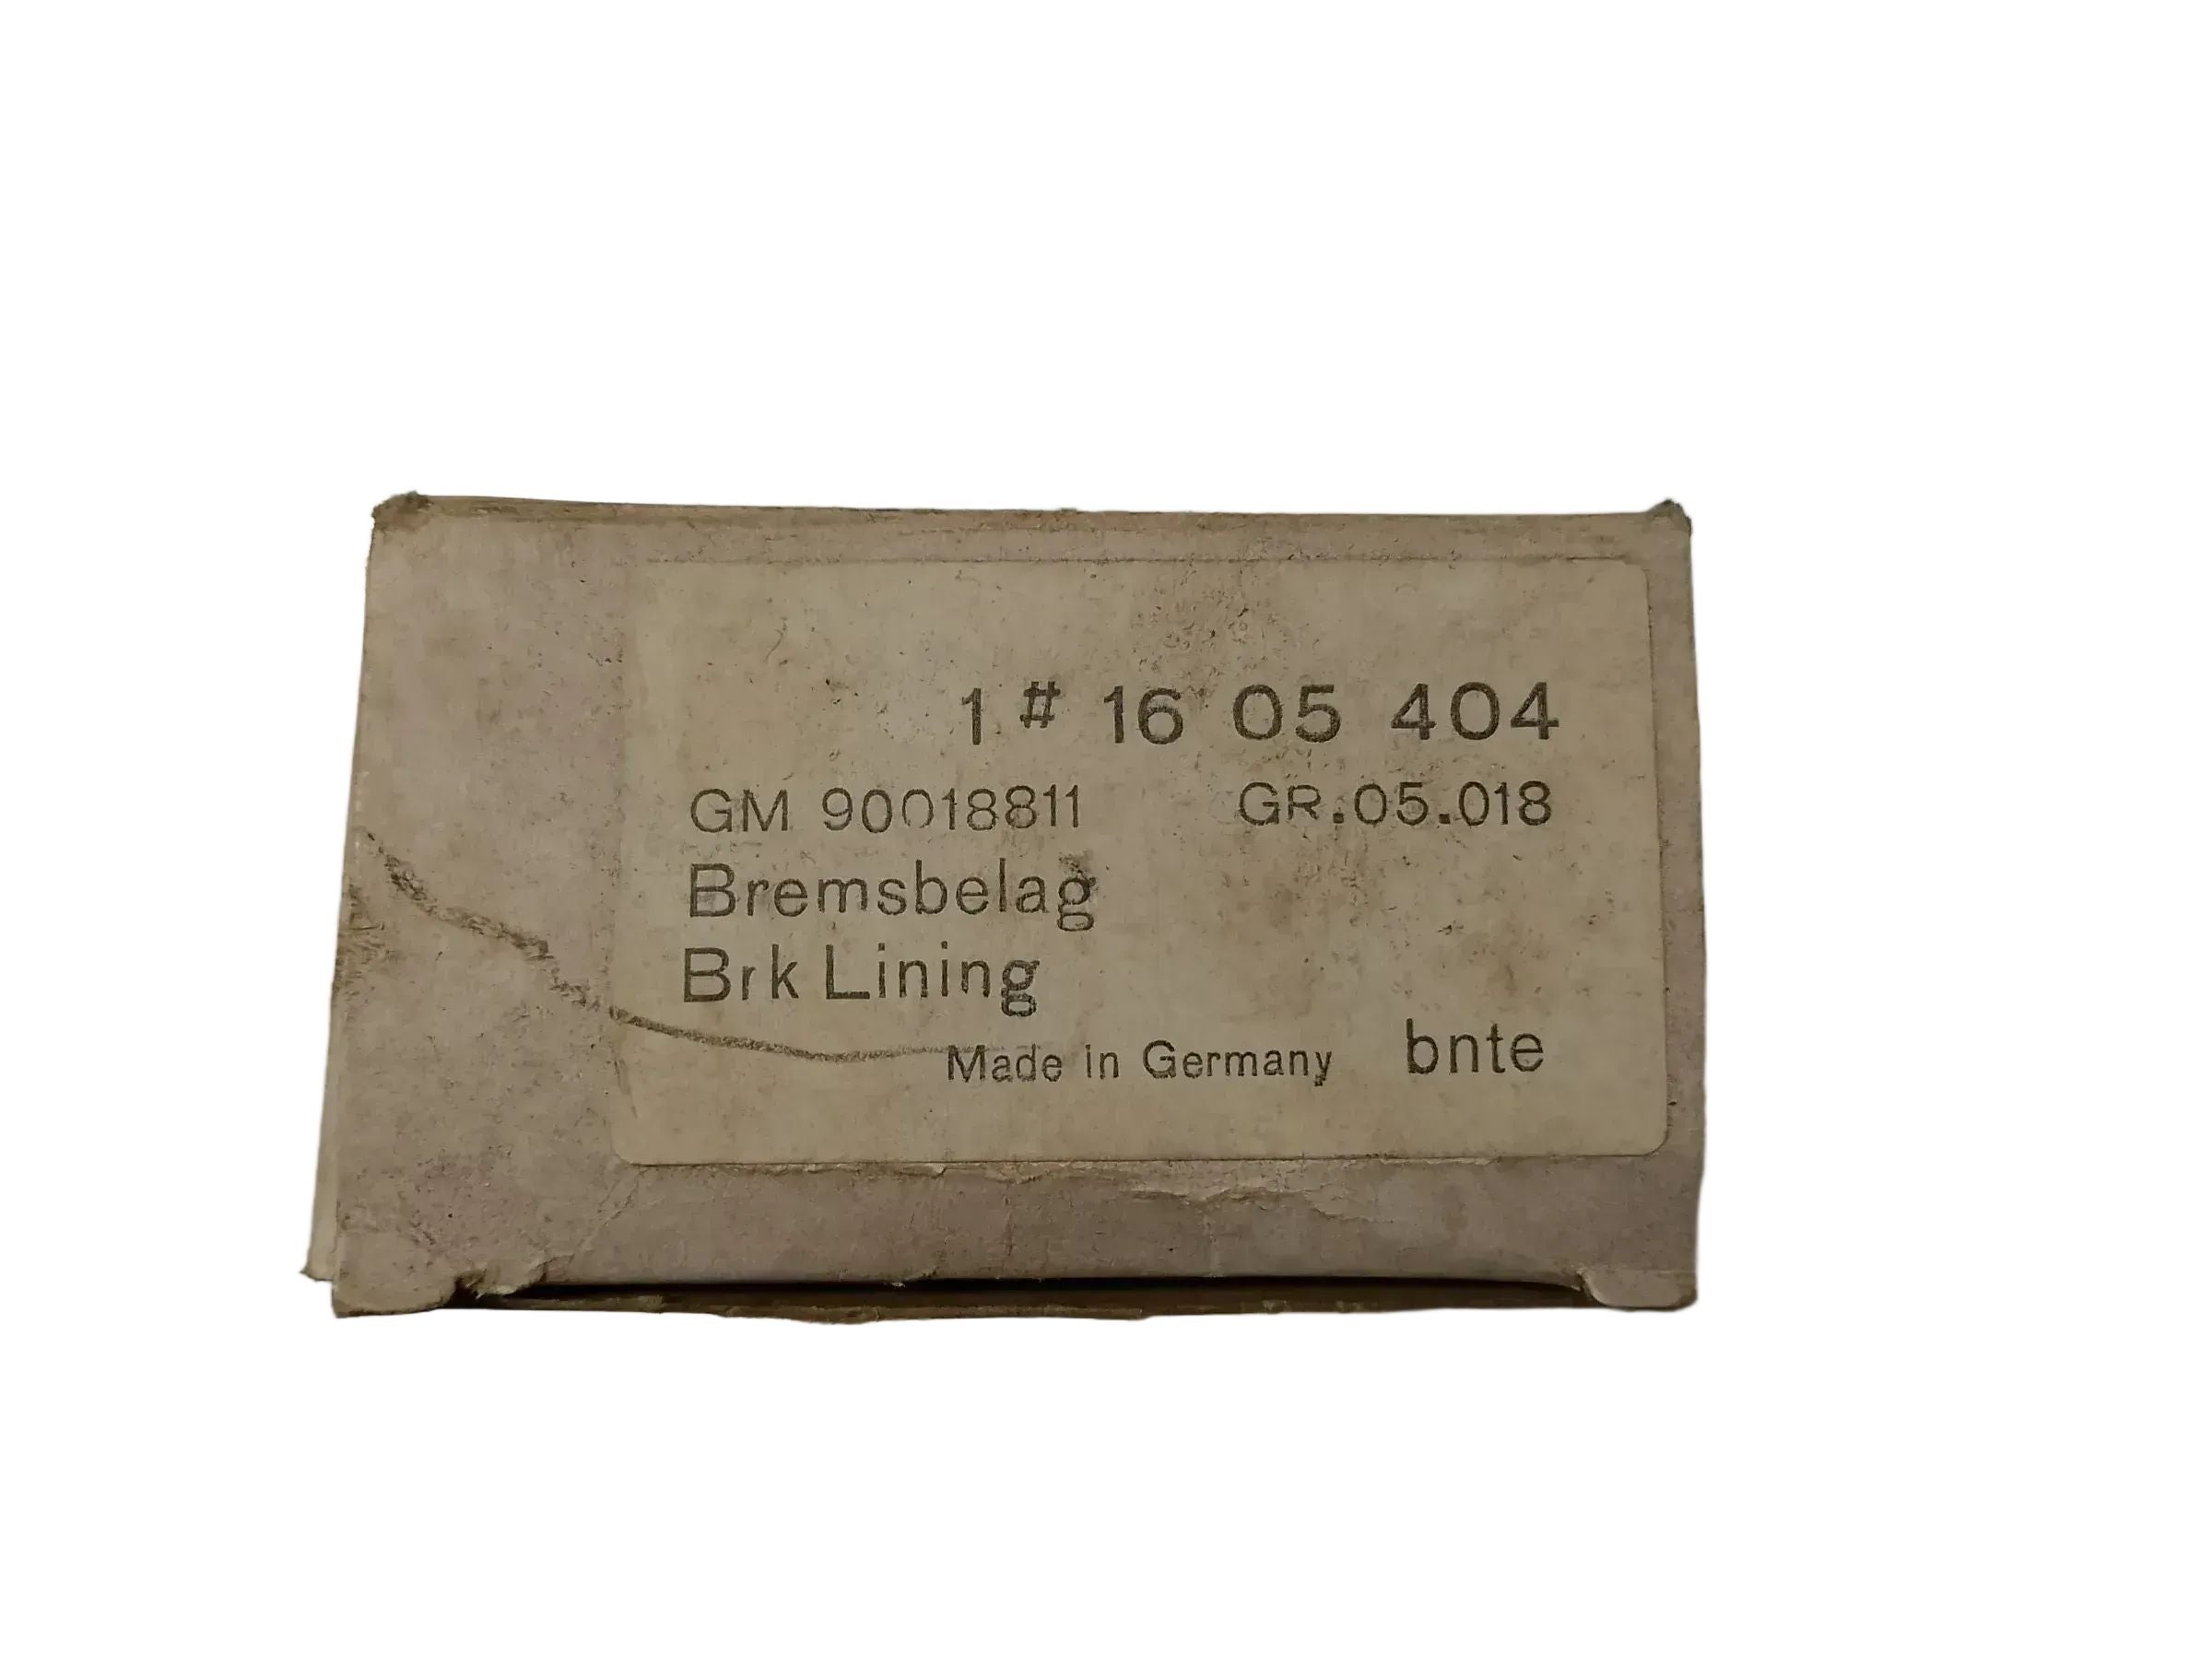 1 # 16 05 404
GM 90018811 GR.05.018
Bremsbelag
Brk Lining
Made in Germany bnte